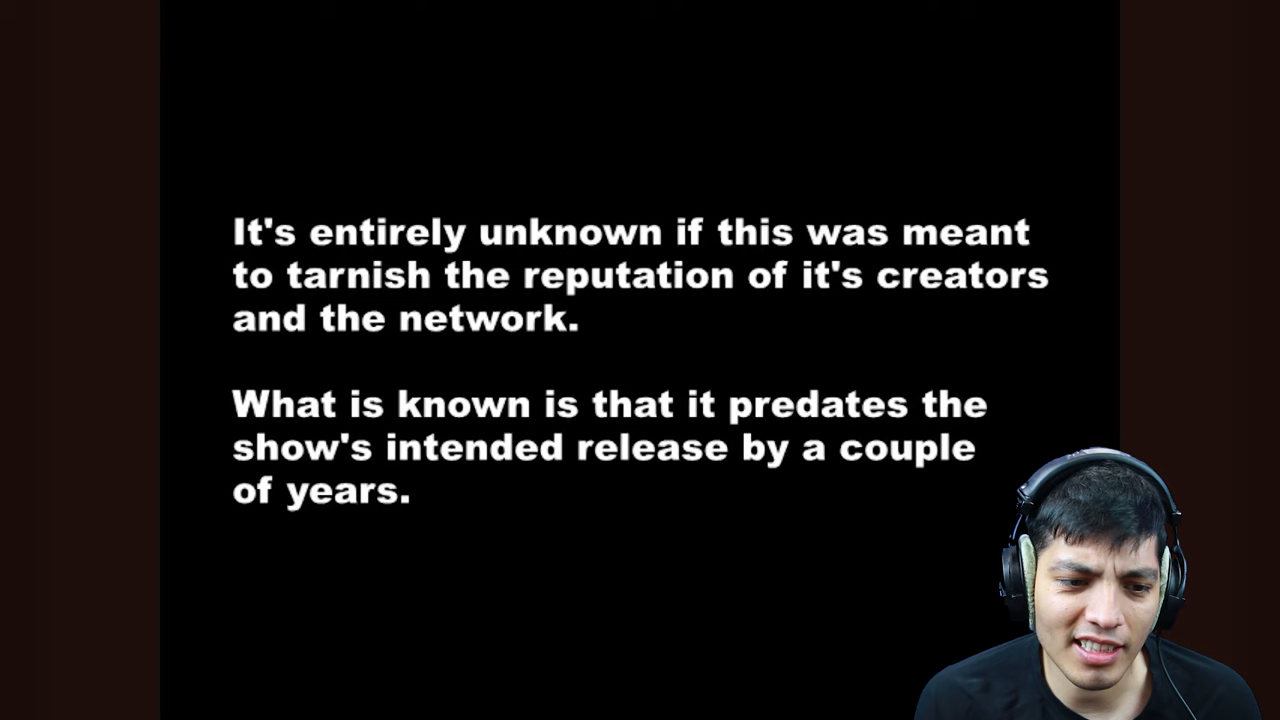 It's entirely unknown if this was meant
to tarnish the reputation of it's creators
and the network.
What is known is that it predates the
show's intended release by a couple
of years.